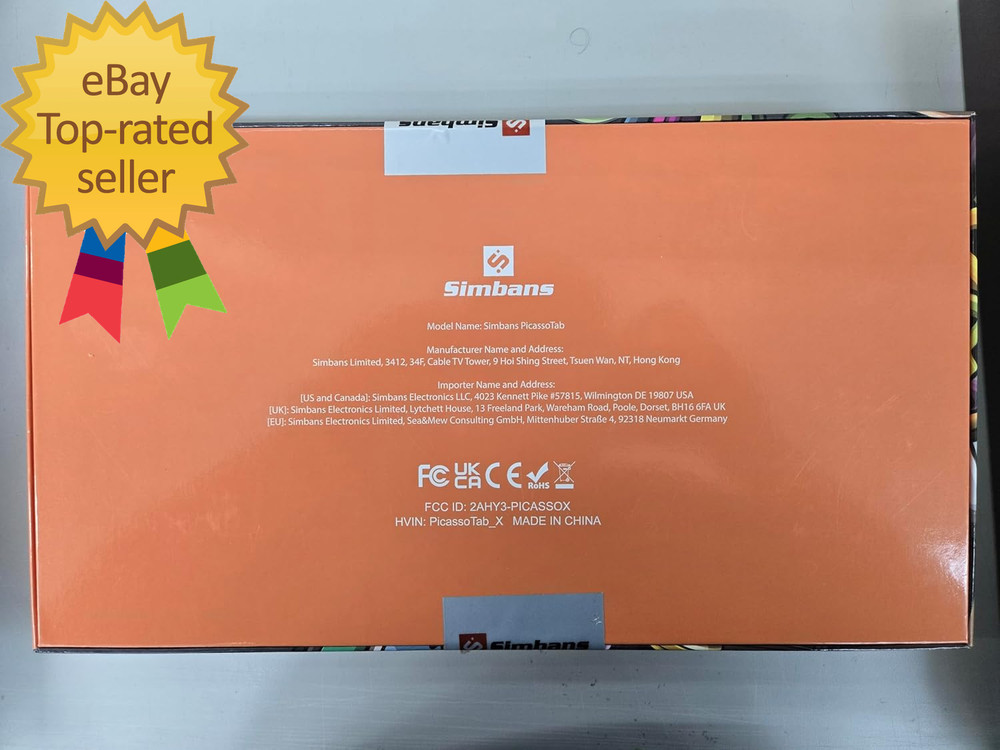 eBay
Top-rated
seller
Simbans
Simbans
Model Name: Simbans PicassoTab
Manufacturer Name and Address:
Simbans Limited, 3412, 34F, Cable TV Tower, 9 Hoi Shing Street, Tsuen Wan, NT, Hong Kong
Importer Name and Address:
[US and Canada]: Simbans Electronics LLC, 4023 Kennett Pike #57815, Wilmington DE 19807 USA
[UK]: Simbans Electronics Limited, Lytchett House, 13 Freeland Park, Wareham Road, Poole, Dorset, BH16 6FA UK
[EU]: Simbans Electronics Limited, Sea&Mew Consulting GmbH, Mittenhuber Straße 4, 92318 Neumarkt Germany
FC UK CA CE RoHS
FCC ID: 2AHY3-PICASSOX
HVIN: PicassoTab_X MADE IN CHINA
Simbans